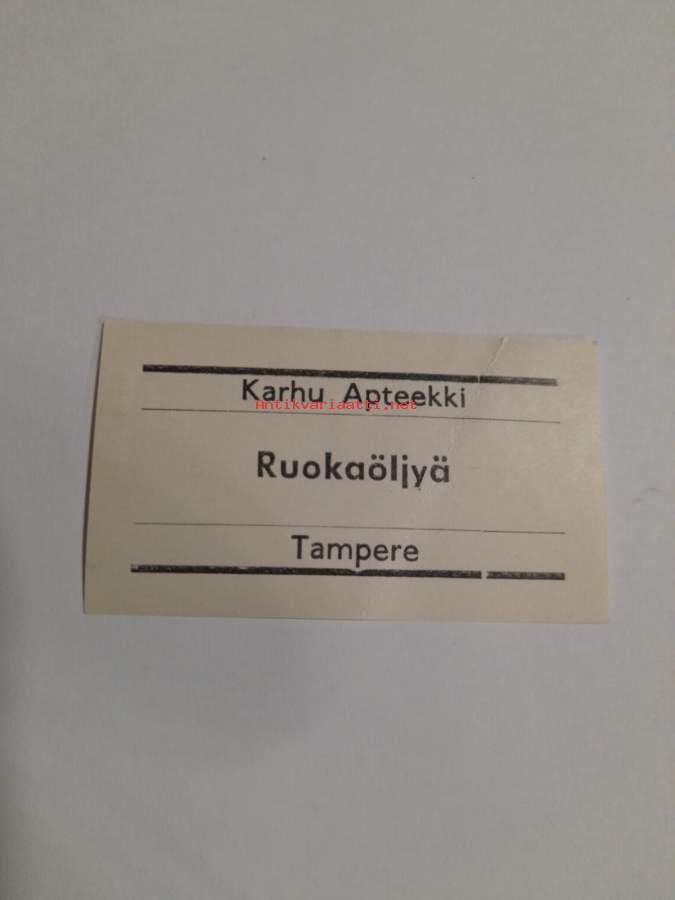 Karhu Apteekki
Antikvariaatti.net
Ruokaöljyä
Tampere